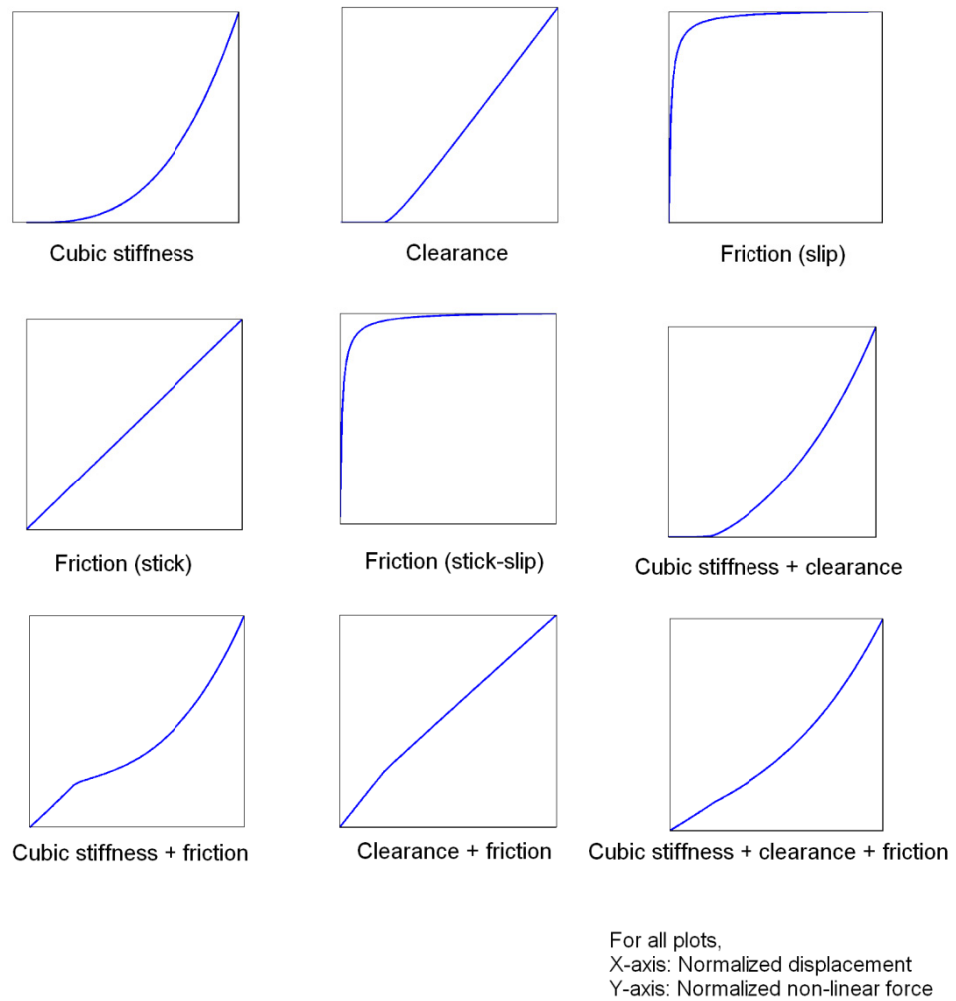 Cubic stiffness
Clearance
Friction (slip)
Friction (stick)
Friction (stick-slip)
Cubic stiffness + clearance
Cubic stiffness + friction
Clearance + friction
Cubic stiffness + clearance + friction
For all plots,
X-axis: Normalized displacement
Y-axis: Normalized non-linear force